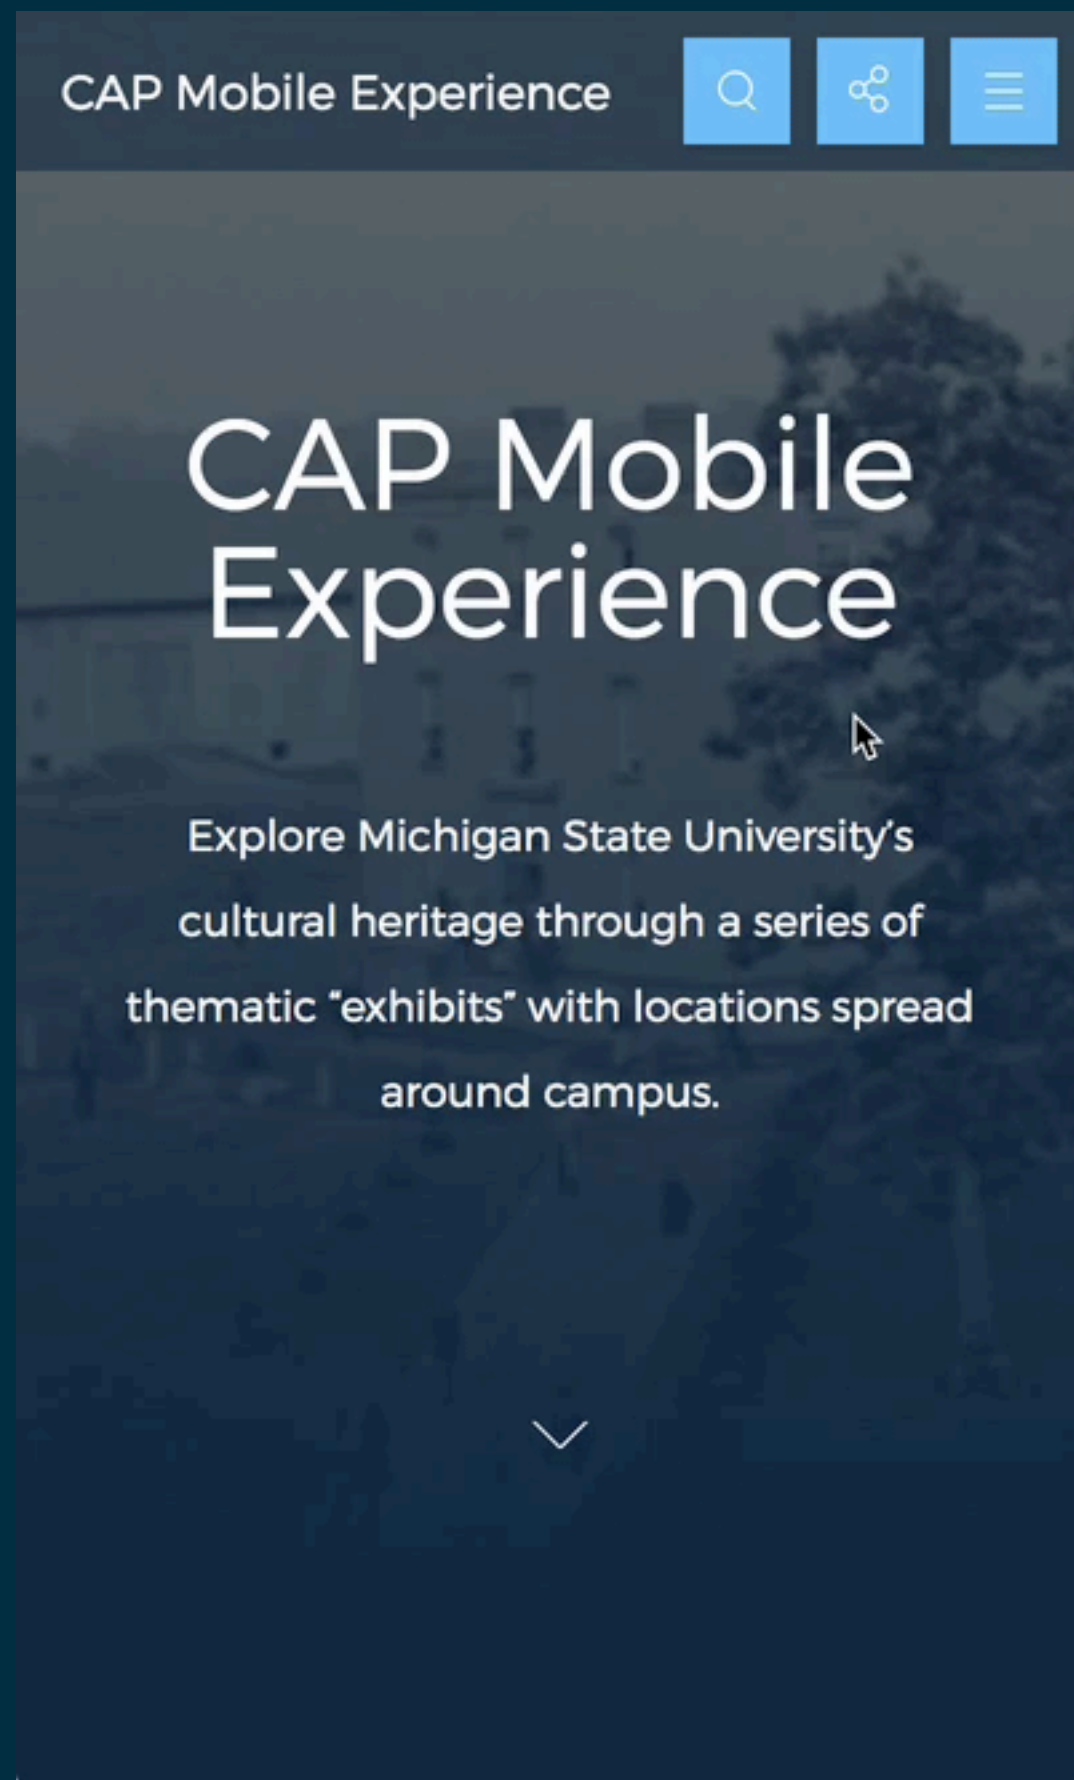 CAP Mobile Experience
CAP Mobile
Experience
Explore Michigan State University’s
cultural heritage through a series of
thematic “exhibits” with locations spread
around campus.